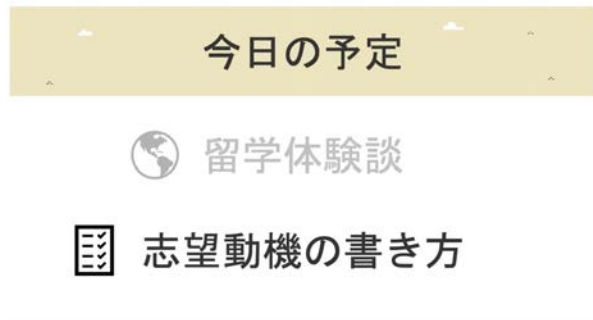 今日の予定
留学体験談
志望動機の書き方